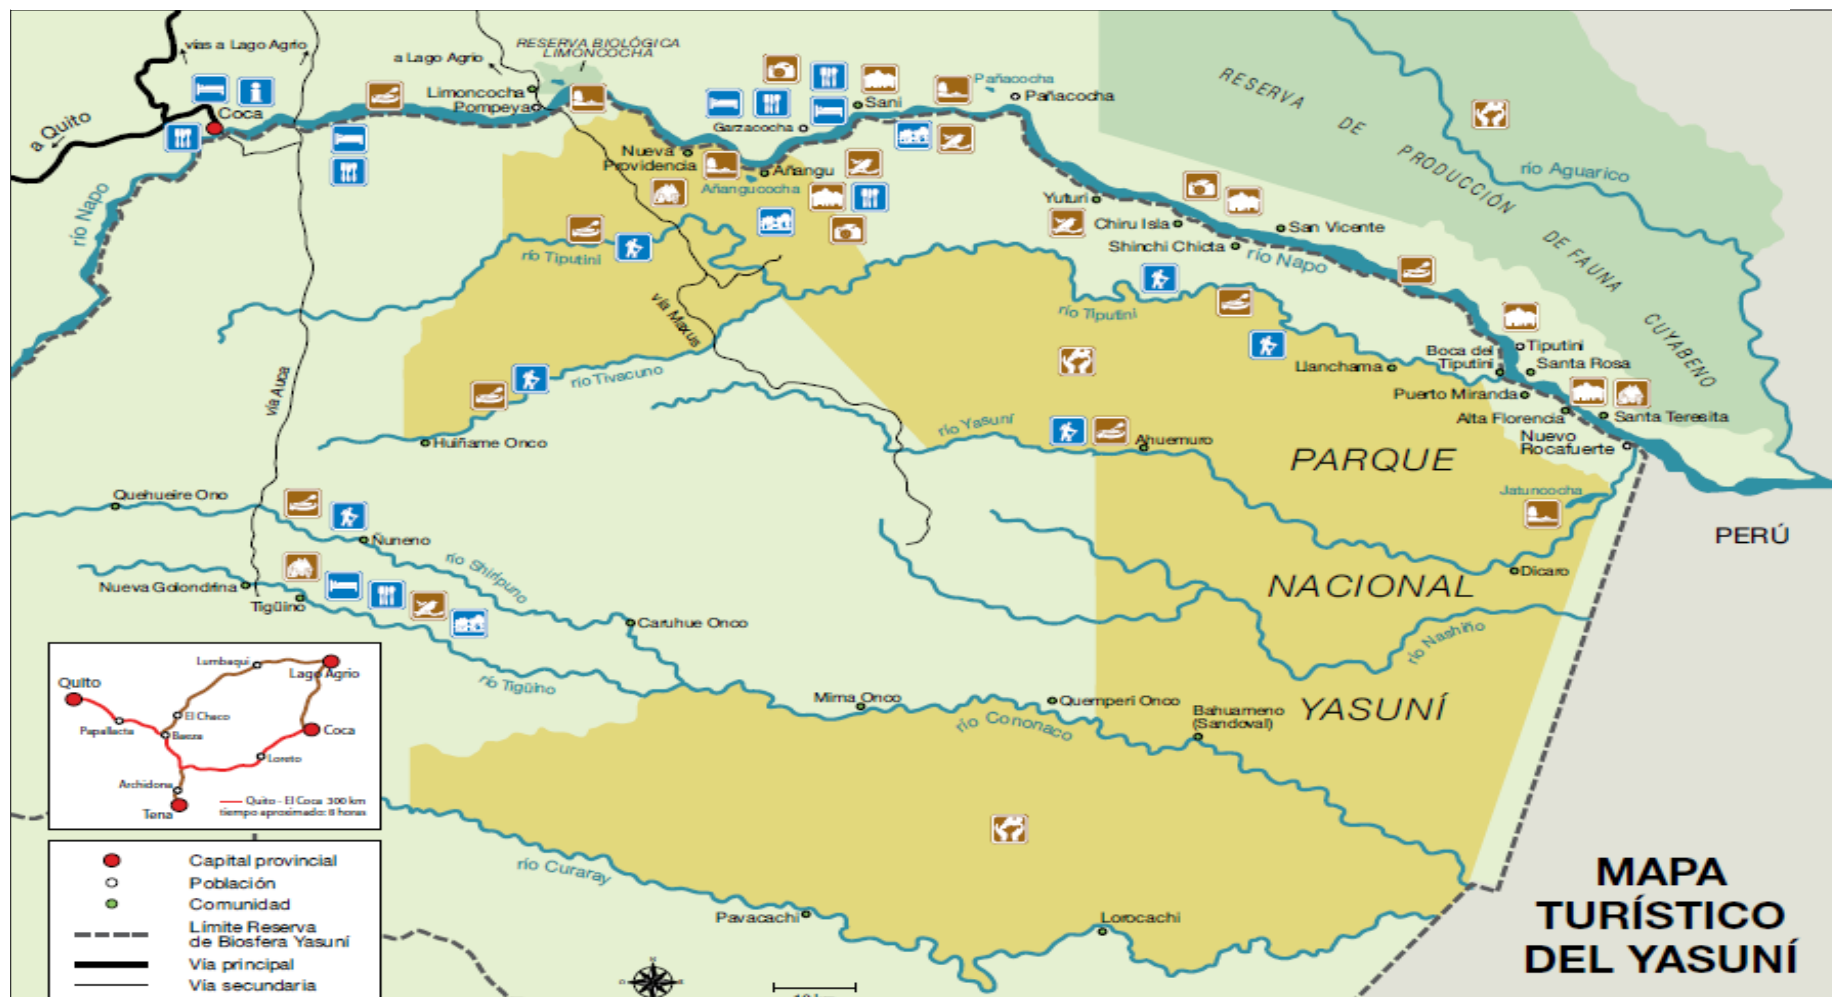 vías a Lago Agrio
a Lago Agrio
RESERVA BIOLÓGICA
LIMONCOCHA
Limoncocha
Pompeya
Coca
a Quito
río Napo
Pañacocha
Pañacocha
Sani
Garzacocha
Nueva
Providencia
Añangu
Añangucocha
RESERVA
DE
PRODUCCIÓN
DE FAUNA
CUYABENO
río Aguarico
Yuturi
Chiru Isla
Shinchi Chicta
San Vicente
río Napo
río Tiputini
vía Maxus
río Tiputini
río Tivacuno
vía Auca
Llanchama
Boca del
Tiputini
Tiputini
Santa Rosa
Puerto Miranda
Alta Florencia
Santa Teresita
Nuevo
Rocafuerte
río Yasuní
Ahuemuro
Huiñame Onco
PARQUE
NACIONAL
YASUNÍ
Jatuncocha
PERÚ
Quehueire Ono
Ñuneno
río Shiripuno
Nueva Golondrina
Tigüino
Dicaro
Caruhue Onco
río Nashiño
río Tigüino
Mima Onco
Quemperi Onco
río Cononaco
Bahuameno
(Sandoval)
Lumbaqui
Lago Agrio
Quito
El Chaco
Papallacta
Baeza
Coca
Loreto
Archidona
Tena
Quito - El Coca 300 km
tiempo aproximado: 8 horas
Capital provincial
Población
Comunidad
Límite Reserva
de Biosfera Yasuní
Vía principal
Vía secundaria
río Curaray
Pavacachi
Lorocachi
N
O
E
MAPA
TURÍSTICO
DEL YASUNÍ